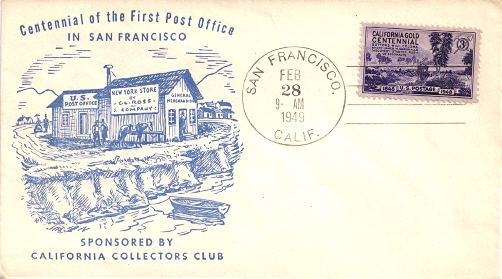 Centennial of the First Post Office
IN SAN FRANCISCO
U.S.
POST OFFICE
NEW YORK STORE
BY
C.L. ROSS
& COMPANY
GENERAL
MERCHANDISE
SPONSORED BY
CALIFORNIA COLLECTORS CLUB
SAN FRANCISCO.
FEB
28
9- AM
1949
CALIF.
CALIFORNIA GOLD
CENTENNIAL
3¢
1848 U.S. POSTAGE 1948